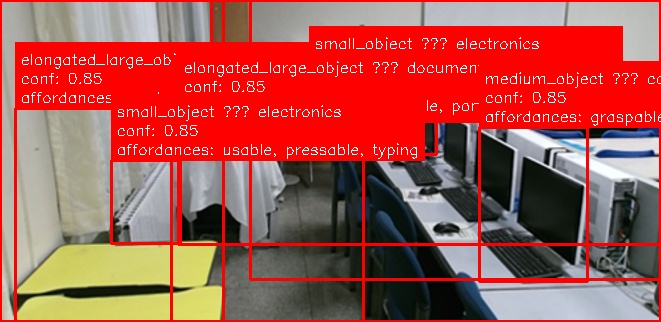 small_object ??? electronics
elongated_large_ob
conf: 0.85
affordances
elongated_large_object ??? documen
conf: 0.85
le, por
medium_object ??? co
conf: 0.85
affordances: graspable
small_object ??? electronics
conf: 0.85
affordances: usable, pressable, typing